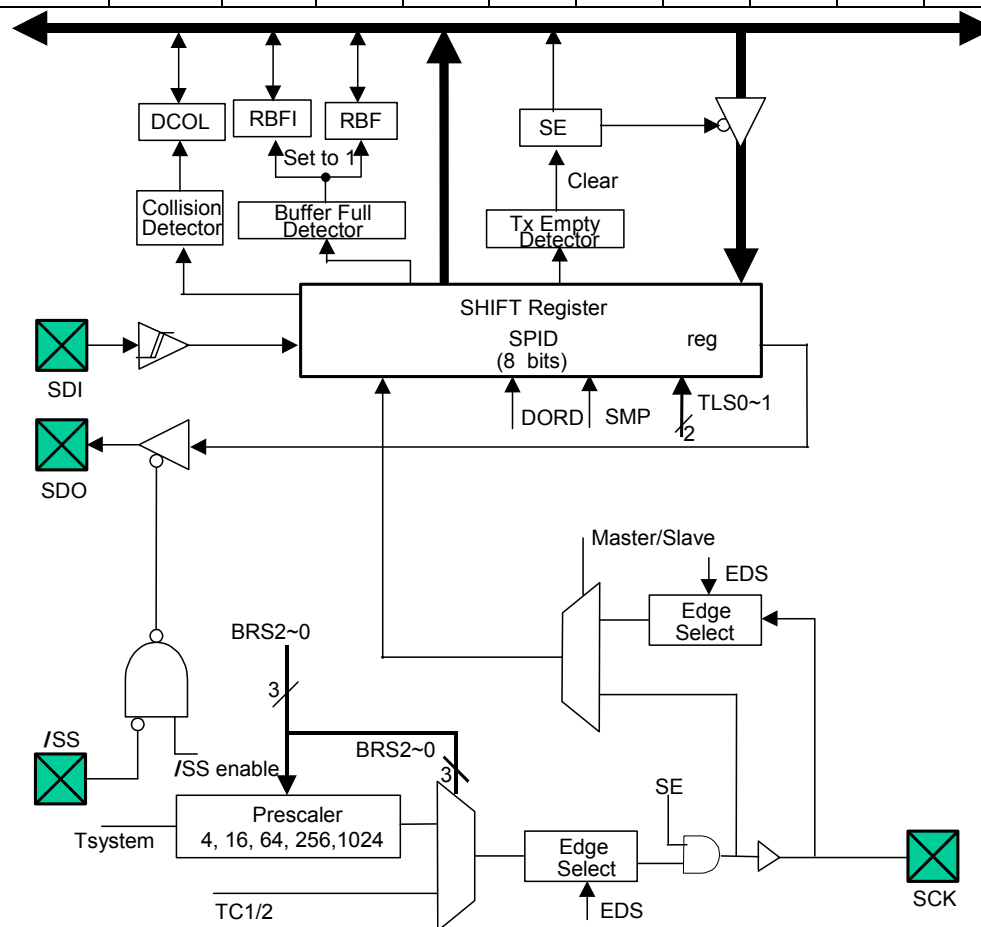 DCOL
RBFI
RBF
SE
Set to 1
Clear
Collision
Detector
Buffer Full
Detector
Tx Empty
Detector
SHIFT Register
SPID
reg
(8 bits)
SDI
DORD
SMP
TLS0~1
2
SDO
Master/Slave
EDS
Edge
Select
BRS2~0
3
/SS
/SS enable
BRS2~0
3
Prescaler
4, 16, 64, 256,1024
Tsystem
SE
Edge
Select
TC1/2
EDS
SCK